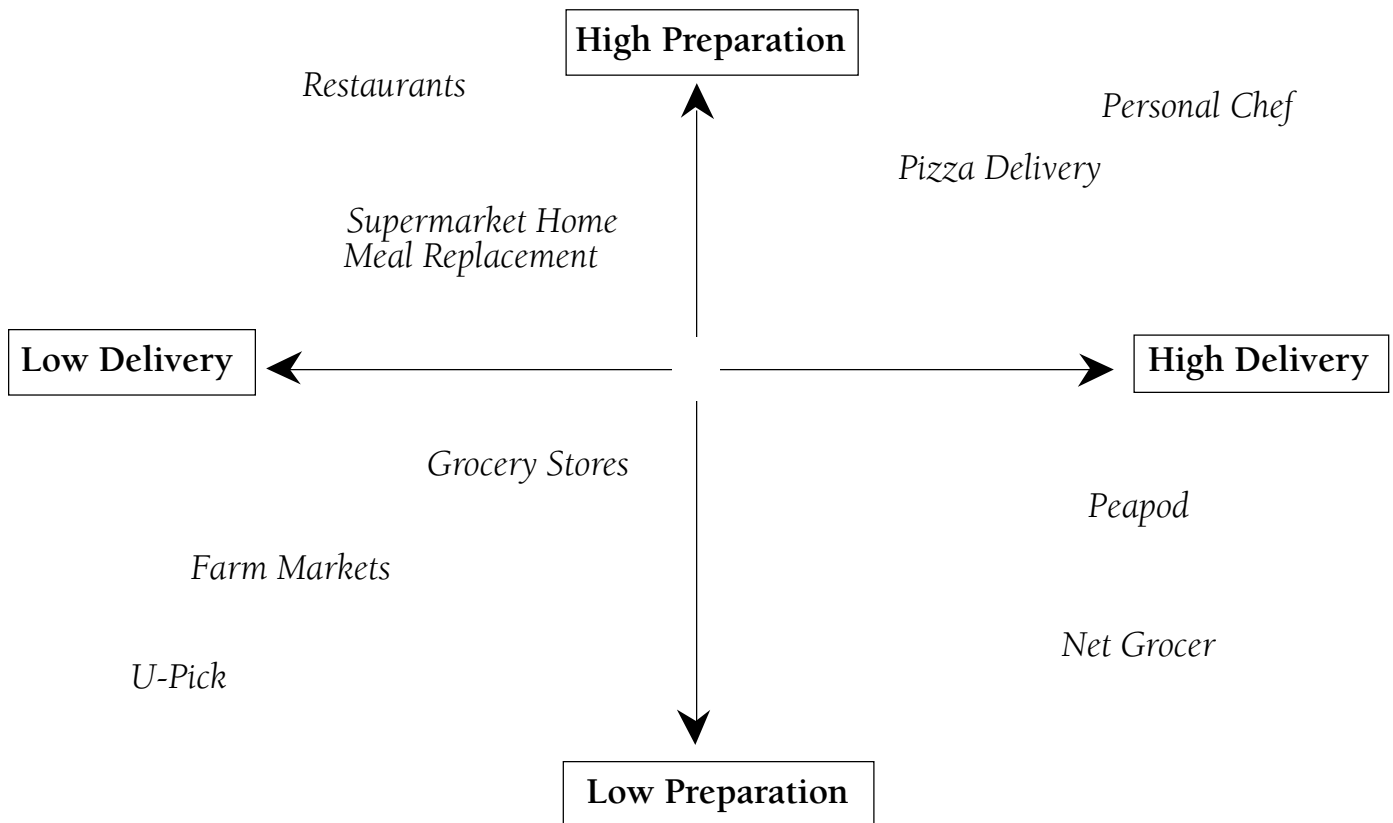 High Preparation
Restaurants
Personal Chef
Pizza Delivery
Supermarket Home
Meal Replacement
Low Delivery
High Delivery
Grocery Stores
Peapod
Farm Markets
Net Grocer
U-Pick
Low Preparation